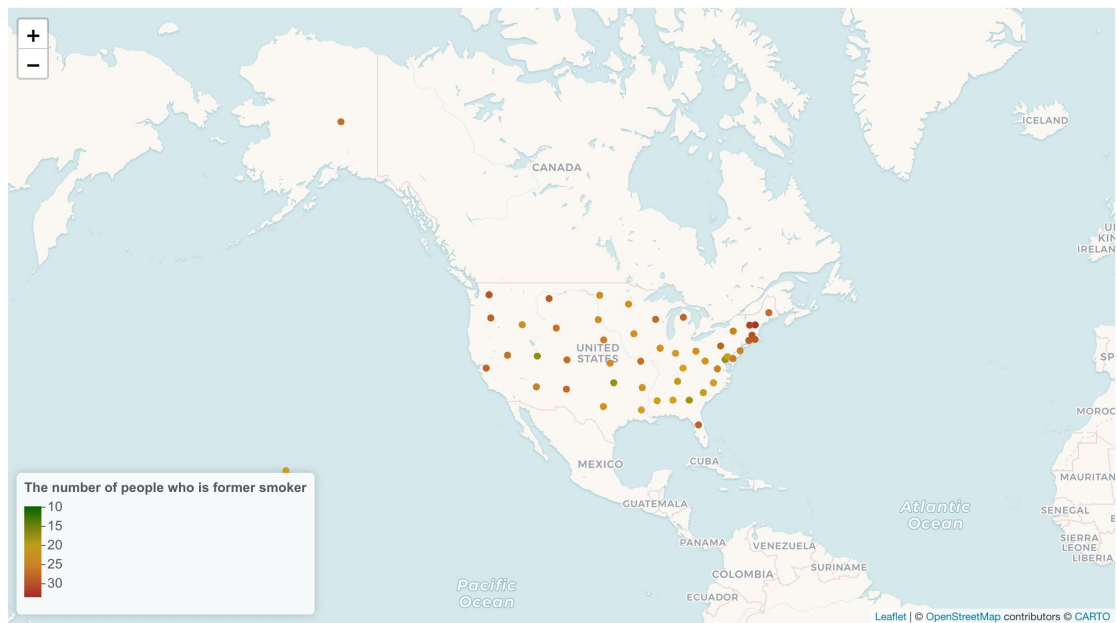 +
−
ICELAND
CANADA
U
KIN
IRELAN
UNITED
STATES
SP
MOROC
MEXICO
CUBA
MAURITAN
GUATEMALA
Atlantic
Ocean
SENEGAL
B
PANAMA
VENEZUELA
SIERRA
LEONE
LIBERIA
COLOMBIA
SURINAME
Pacific
Ocean
ECUADOR
The number of people who is former smoker
10
15
20
25
30
Leaflet | © OpenStreetMap contributors © CARTO